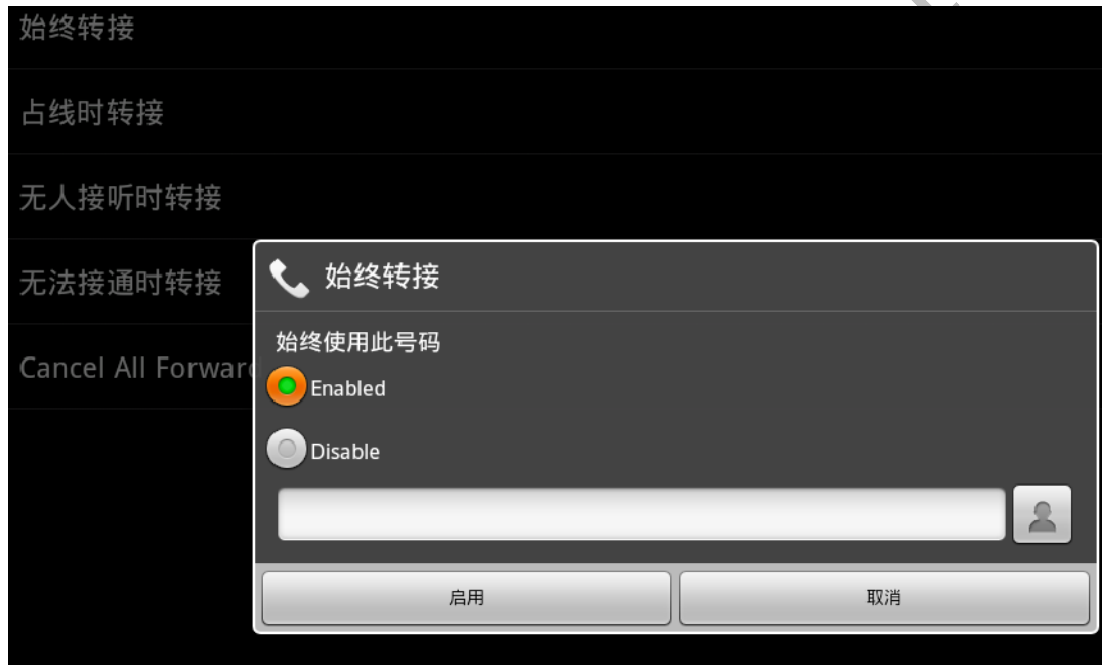 始终转接
占线时转接
无人接听时转接
无法接通时转接
Cancel All Forward
始终转接
始终使用此号码
Enabled
Disable
启用
取消